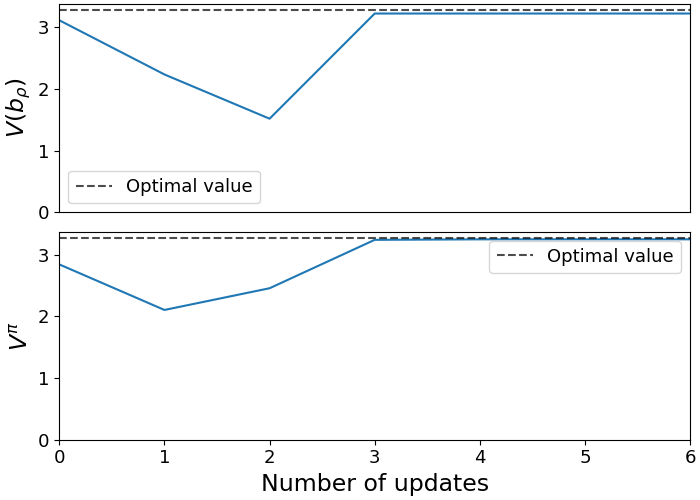 3
2
1
0
V(b_ρ)
Optimal value
3
2
1
0
V^π
Optimal value
0 1 2 3 4 5 6
Number of updates